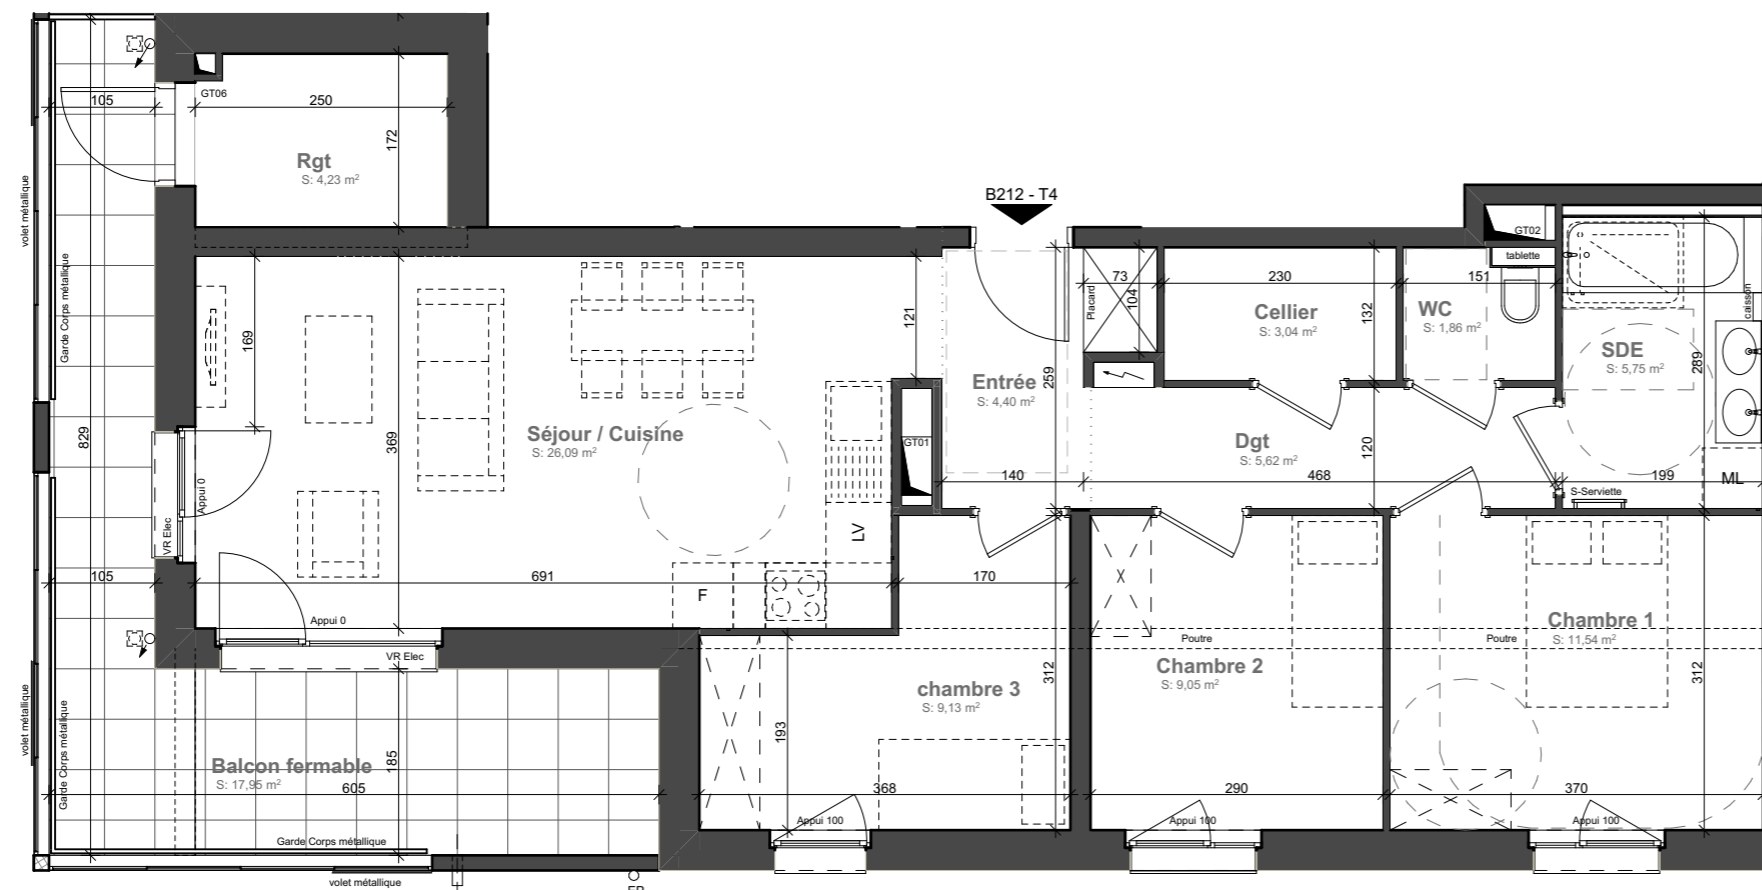 B212 - T4
GT06
105
250
172
Rgt
S: 4,23 m²
volet métallique
Garde Corps métallique
GT02
tablette
73
104
Placard
230
Cellier
S: 3,04 m²
132
151
WC
S: 1,86 m²
caisson
SDE
S: 5,75 m²
289
169
121
Entrée
S: 4,40 m²
259
829
369
Séjour / Cuisine
S: 26,09 m²
GT01
Dgt
S: 5,62 m²
120
140
468
199
ML
S-Serviette
Appui 0
VR Elec
LV
105
691
F
170
Appui 0
VR Elec
Poutre
Poutre
Chambre 1
S: 11,54 m²
Chambre 2
S: 9,05 m²
chambre 3
S: 9,13 m²
312
312
193
volet métallique
Garde Corps métallique
Balcon fermable
S: 17,95 m²
185
605
368
290
370
Appui 100
Appui 100
Appui 100
Garde Corps métallique
volet métallique
EP